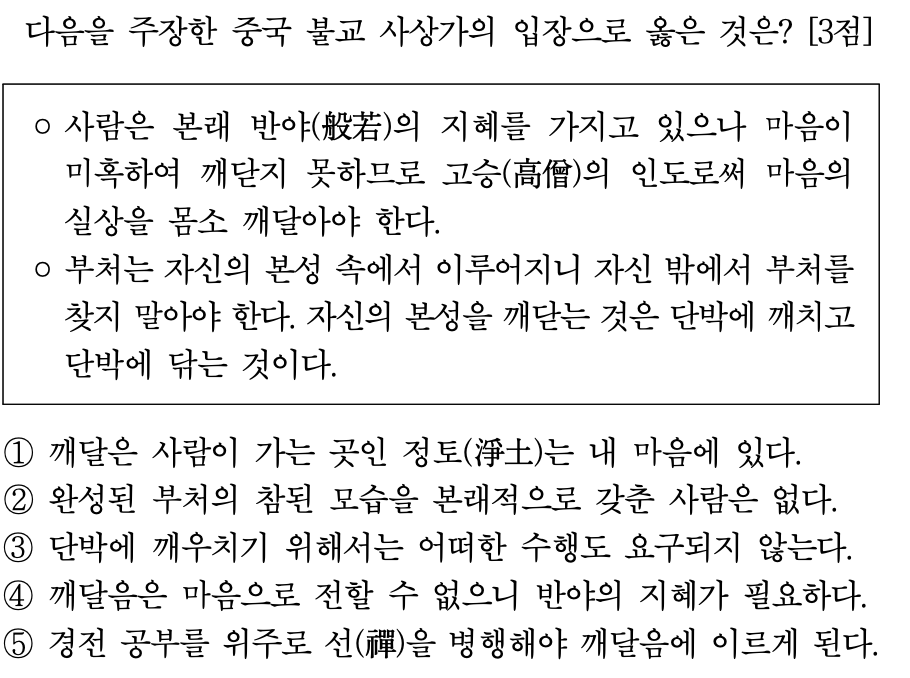 다음을 주장한 중국 불교 사상가의 입장으로 옳은 것은? [3점]
○ 사람은 본래 반야(般若)의 지혜를 가지고 있으나 마음이
미혹하여 깨닫지 못하므로 고승(高僧)의 인도로써 마음의
실상을 몸소 깨달아야 한다.
○ 부처는 자신의 본성 속에서 이루어지니 자신 밖에서 부처를
찾지 말아야 한다. 자신의 본성을 깨닫는 것은 단박에 깨치고
단박에 닦는 것이다.
① 깨달은 사람이 가는 곳인 정토(淨土)는 내 마음에 있다.
② 완성된 부처의 참된 모습을 본래적으로 갖춘 사람은 없다.
③ 단박에 깨우치기 위해서는 어떠한 수행도 요구되지 않는다.
④ 깨달음은 마음으로 전할 수 없으니 반야의 지혜가 필요하다.
⑤ 경전 공부를 위주로 선(禪)을 병행해야 깨달음에 이르게 된다.